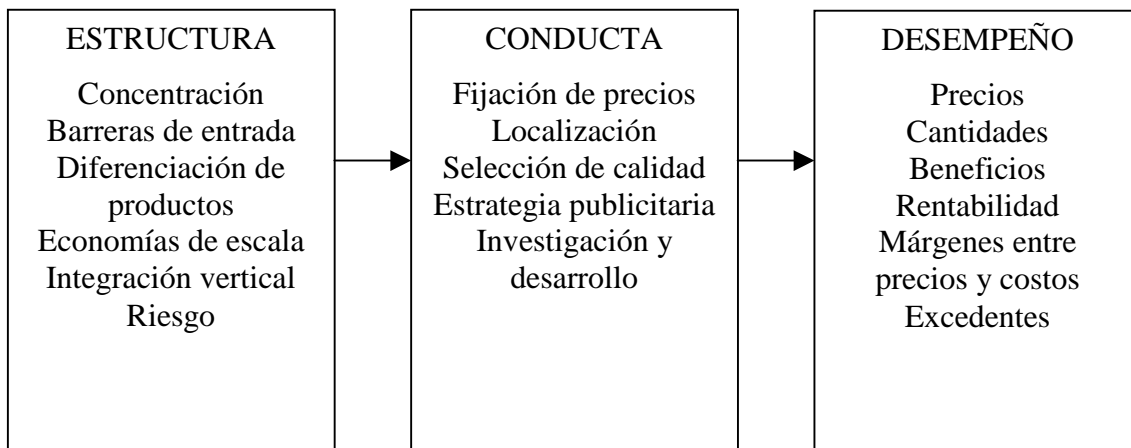 ESTRUCTURA
Concentración
Barreras de entrada
Diferenciación de
productos
Economías de escala
Integración vertical
Riesgo
CONDUCTA
Fijación de precios
Localización
Selección de calidad
Estrategia publicitaria
Investigación y
desarrollo
DESEMPEÑO
Precios
Cantidades
Beneficios
Rentabilidad
Márgenes entre
precios y costos
Excedentes